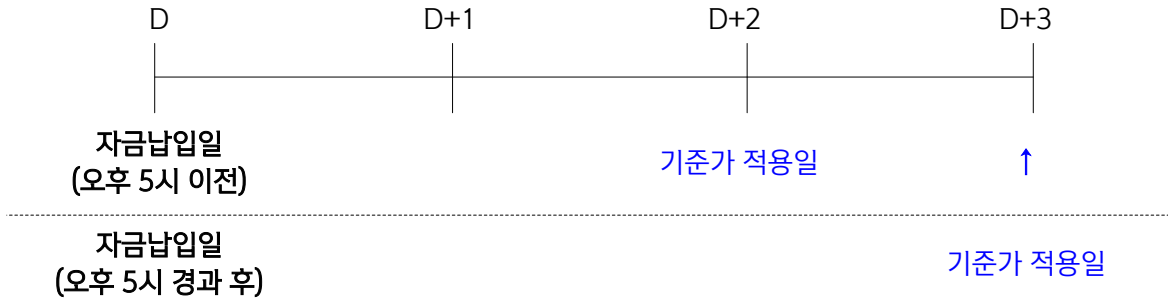 D D+1 D+2 D+3
자금납입일
(오후 5시 이전)
기준가 적용일 ↑
자금납입일
(오후 5시 경과 후)
기준가 적용일